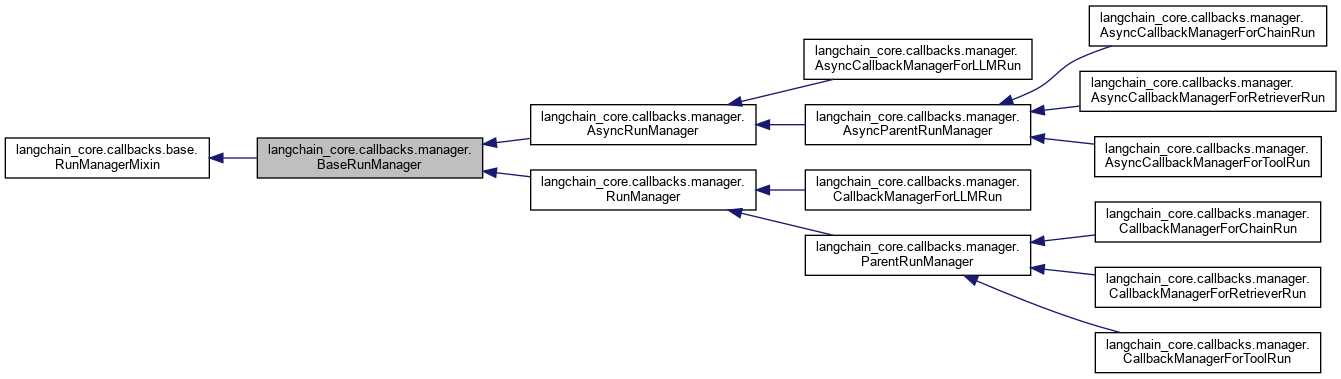 langchain_core.callbacks.base.
RunManagerMixin
langchain_core.callbacks.manager.
BaseRunManager
langchain_core.callbacks.manager.
AsyncRunManager
langchain_core.callbacks.manager.
AsyncCallbackManagerForLLMRun
langchain_core.callbacks.manager.
AsyncParentRunManager
langchain_core.callbacks.manager.
AsyncCallbackManagerForChainRun
langchain_core.callbacks.manager.
AsyncCallbackManagerForRetrieverRun
langchain_core.callbacks.manager.
AsyncCallbackManagerForToolRun
langchain_core.callbacks.manager.
RunManager
langchain_core.callbacks.manager.
CallbackManagerForLLMRun
langchain_core.callbacks.manager.
ParentRunManager
langchain_core.callbacks.manager.
CallbackManagerForChainRun
langchain_core.callbacks.manager.
CallbackManagerForRetrieverRun
langchain_core.callbacks.manager.
CallbackManagerForToolRun